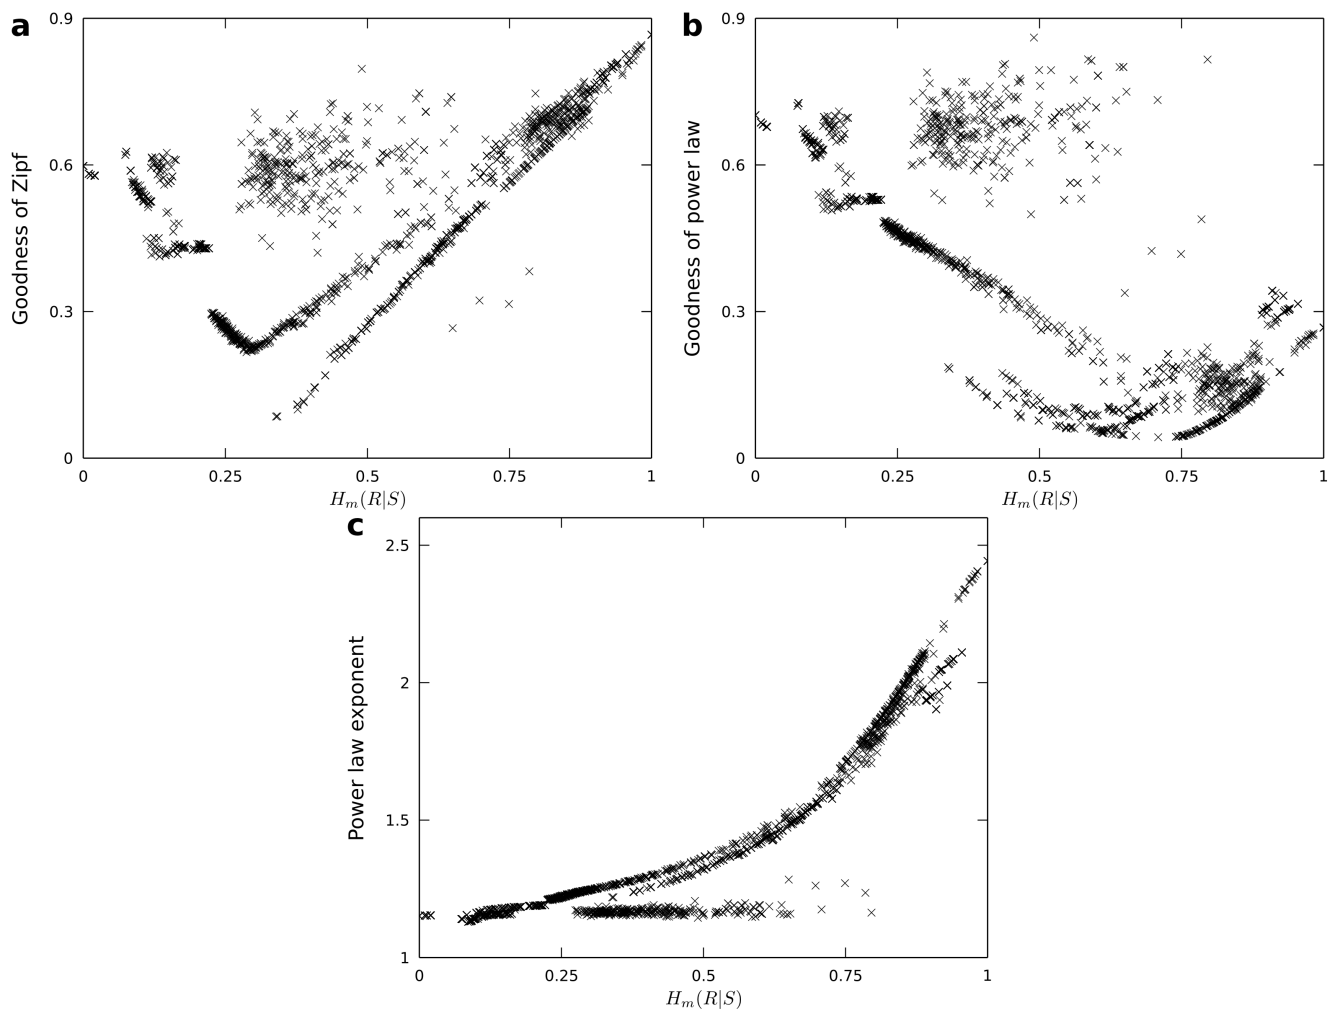 a
0.9
0.6
0.3
0
Goodness of Zipf
0 0.25 0.5 0.75 1
H_m(R|S)
b
0.9
0.6
0.3
0
Goodness of power law
0 0.25 0.5 0.75 1
H_m(R|S)
c
2.5
2
1.5
1
Power law exponent
0 0.25 0.5 0.75 1
H_m(R|S)